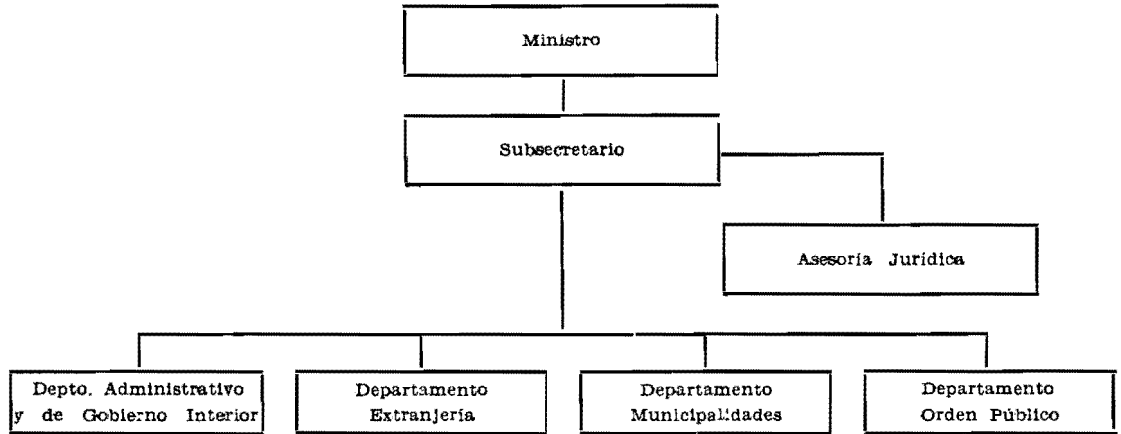 Ministro
Subsecretario
Asesoría Jurídica
Depto. Administrativo
y de Gobierno Interior
Departamento
Extranjería
Departamento
Municipalidades
Departamento
Orden Público